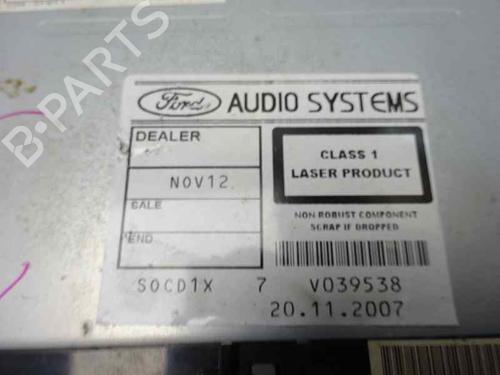 Ford AUDIO SYSTEMS
DEALER
NOV12
SALE
END
CLASS 1
LASER PRODUCT
NON ROBUST COMPONENT
SCRAP IF DROPPED
S0CD1X 7 V039538
20.11.2007
B-PARTS